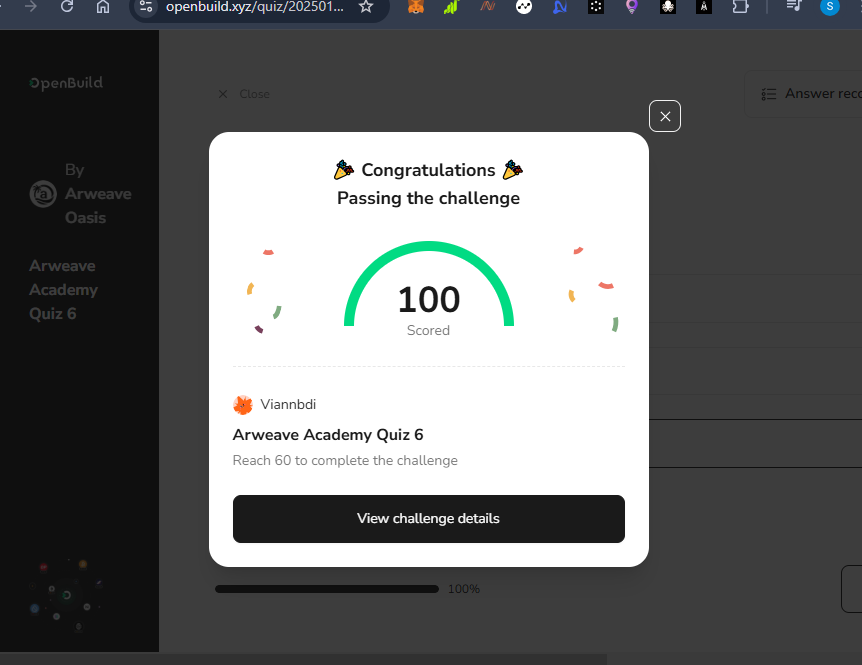 openbuild.xyz/quiz/202501...
S
OpenBuild
Close
Answer reco
By
Arweave
Oasis
Arweave
Academy
Quiz 6
Congratulations
Passing the challenge
100
Scored
Viannbdi
Arweave Academy Quiz 6
Reach 60 to complete the challenge
View challenge details
100%